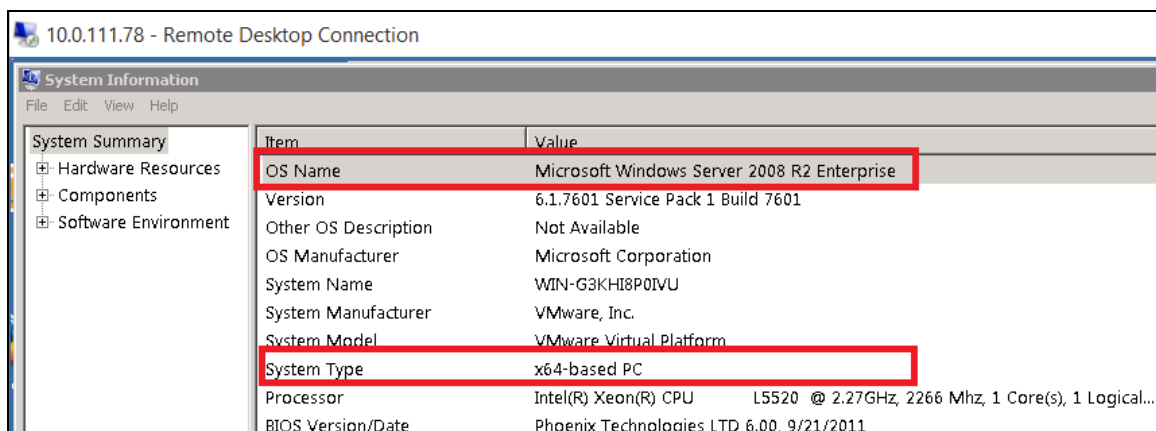 10.0.111.78 - Remote Desktop Connection
System Information
File Edit View Help
System Summary
Hardware Resources
Components
Software Environment
Item Value
OS Name Microsoft Windows Server 2008 R2 Enterprise
Version 6.1.7601 Service Pack 1 Build 7601
Other OS Description Not Available
OS Manufacturer Microsoft Corporation
System Name WIN-G3KHI8P0IVU
System Manufacturer VMware, Inc.
System Model VMware Virtual Platform
System Type x64-based PC
Processor Intel(R) Xeon(R) CPU L5520 @ 2.27GHz, 2266 Mhz, 1 Core(s), 1 Logical...
BIOS Version/Date Phoenix Technologies LTD 6.00, 9/21/2011